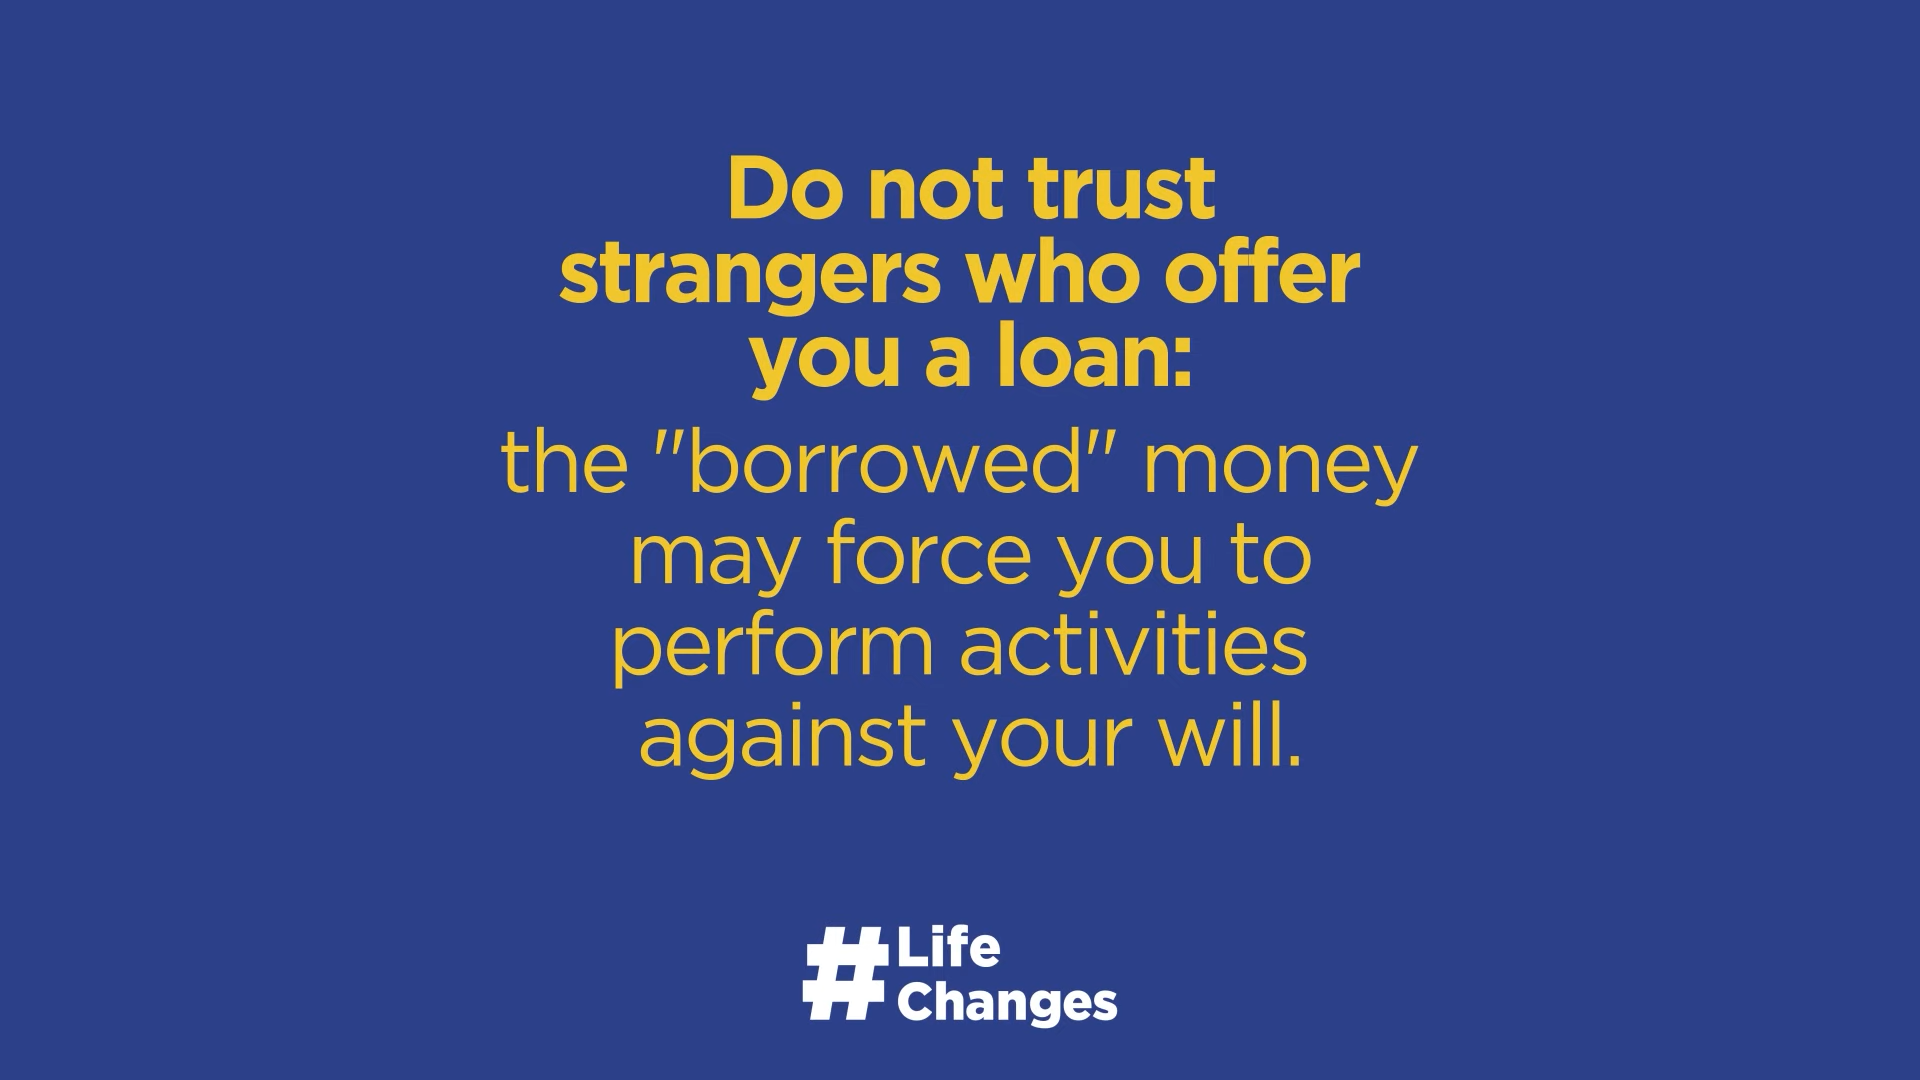 Do not trust
strangers who offer
you a loan:
the "borrowed" money
may force you to
perform activities
against your will.
#Life
Changes